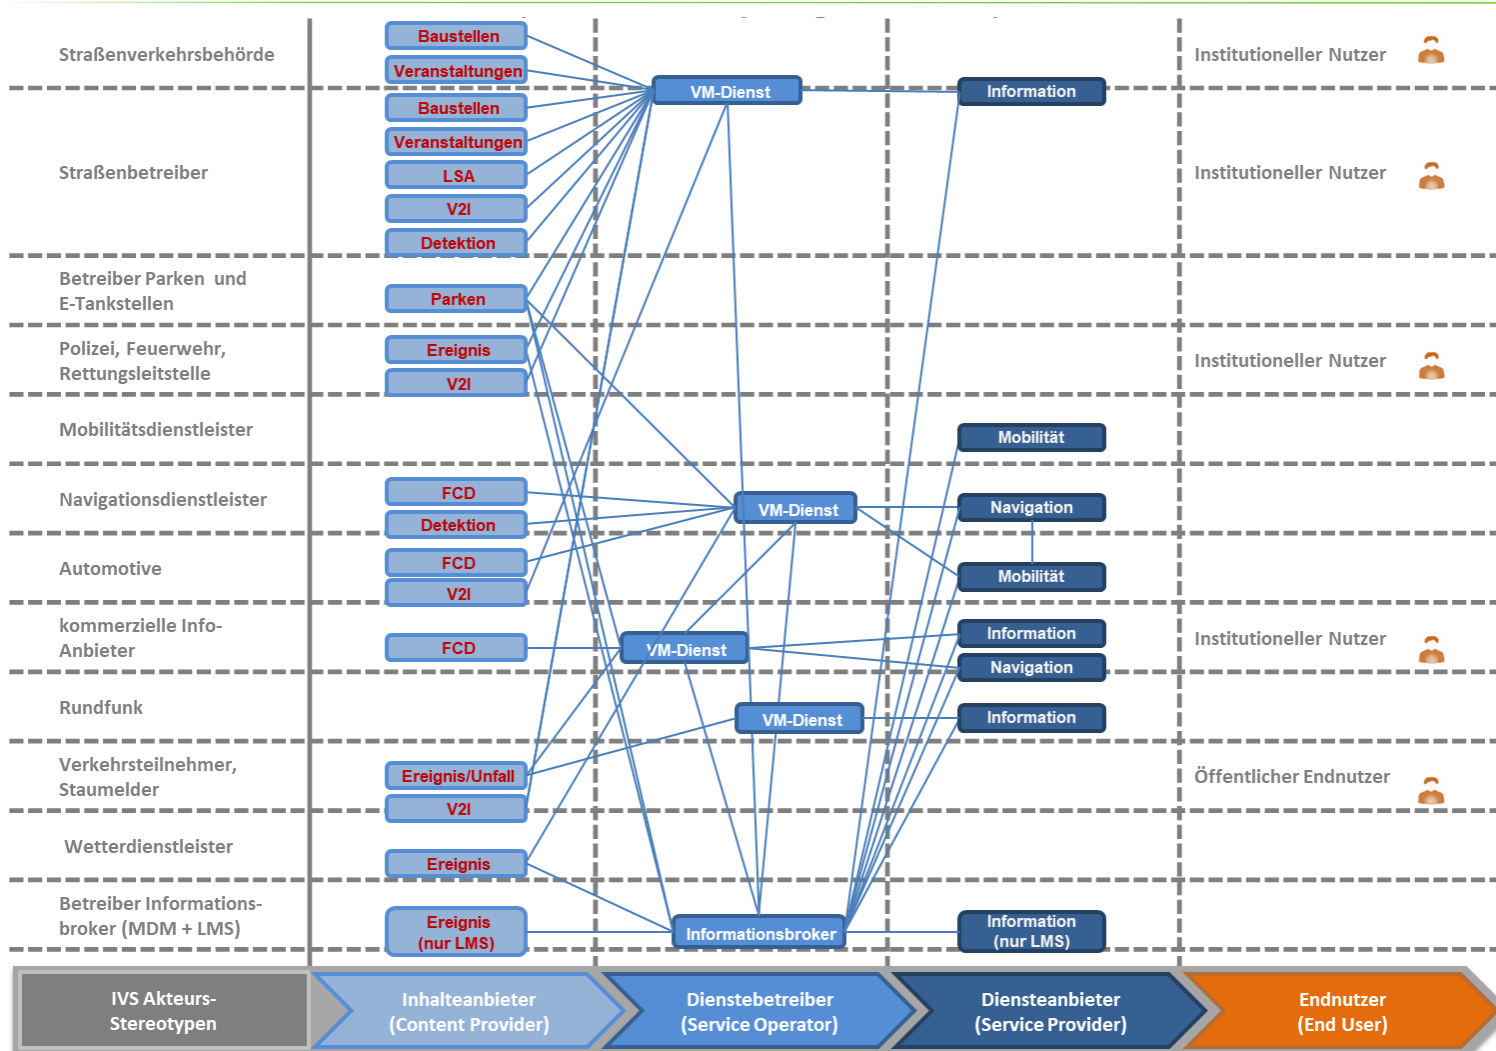 Straßenverkehrsbehörde
Baustellen
Veranstaltungen
VM-Dienst
Information
Institutioneller Nutzer
Straßenbetreiber
Baustellen
Veranstaltungen
LSA
V2I
Detektion
Institutioneller Nutzer
Betreiber Parken und
E-Tankstellen
Parken
Polizei, Feuerwehr,
Rettungsleitstelle
Ereignis
V2I
Institutioneller Nutzer
Mobilitätsdienstleister
Mobilität
Navigationsdienstleister
FCD
Detektion
VM-Dienst
Navigation
Automotive
FCD
V2I
Mobilität
kommerzielle Info-
Anbieter
FCD
VM-Dienst
Information
Navigation
Institutioneller Nutzer
Rundfunk
VM-Dienst
Information
Verkehrsteilnehmer,
Staumelder
Ereignis/Unfall
V2I
Öffentlicher Endnutzer
Wetterdienstleister
Ereignis
Betreiber Informations-
broker (MDM + LMS)
Ereignis
(nur LMS)
Informationsbroker
Information
(nur LMS)
IVS Akteurs-
Stereotypen
Inhalteanbieter
(Content Provider)
Dienstebetreiber
(Service Operator)
Diensteanbieter
(Service Provider)
Endnutzer
(End User)